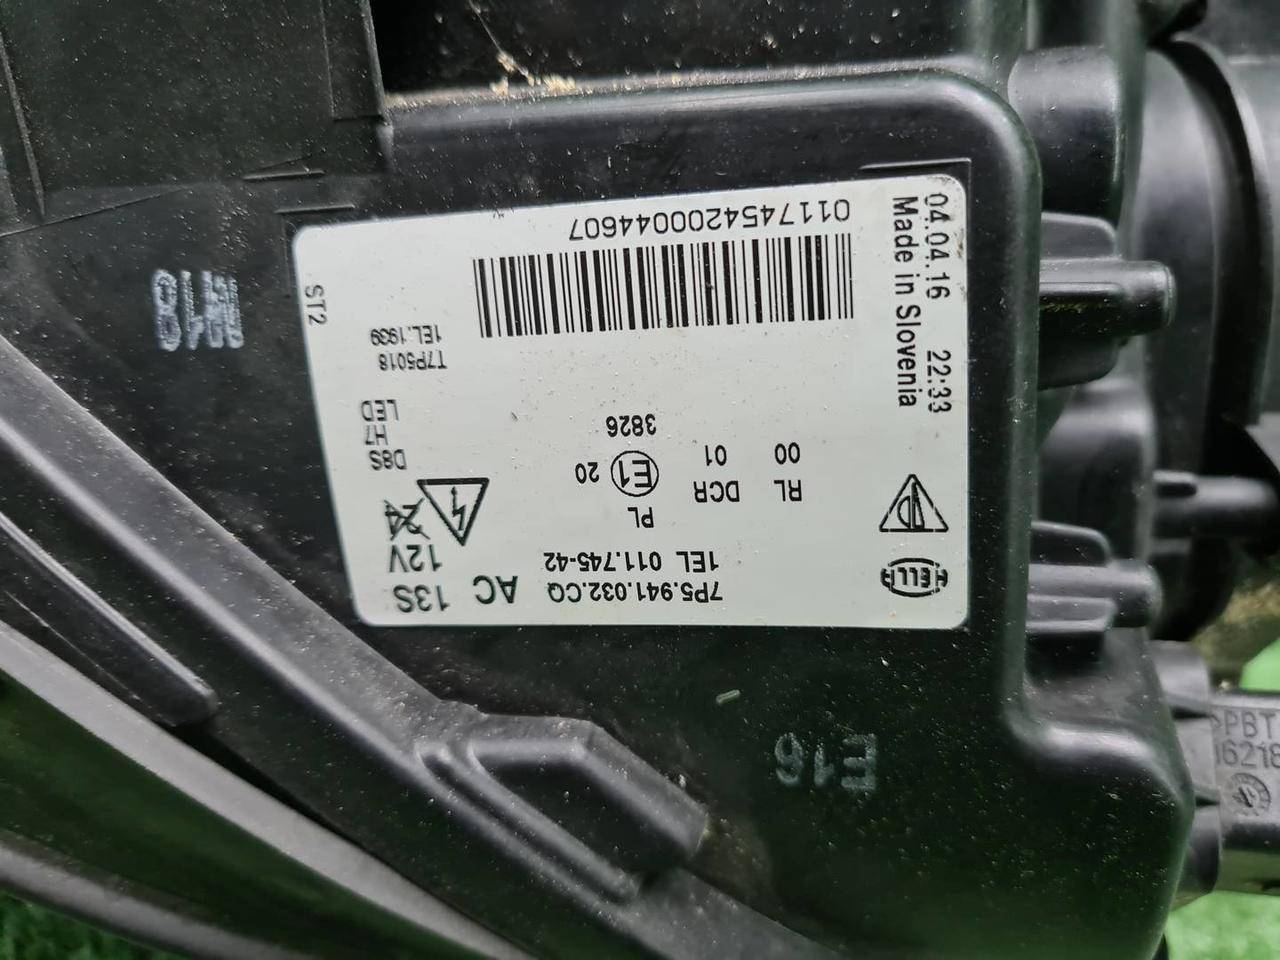 7P5.941.032.CQ AC 13S
1EL 011.745-42 12V
24
HELLA
PL
RL DCR E1 20
00 01
3826
D8S
H7
LED
T7P5018
1EL.1939
0117454200044607
04.04.16 22:33
Made in Slovenia
ST2
E16
>PBT
16218